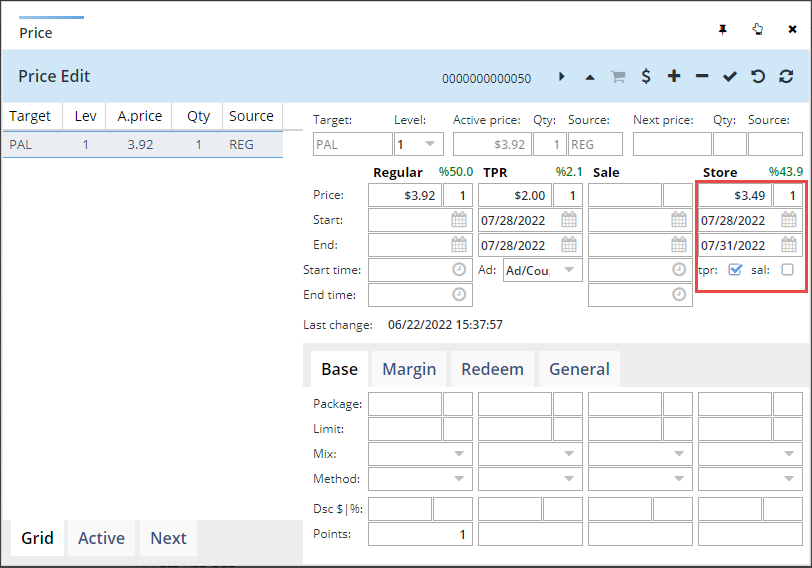 Price
Price Edit 0000000000050
Target Lev A.price Qty Source
PAL 1 3.92 1 REG
Target: Level: Active price: Qty: Source: Next price: Qty: Source:
PAL 1 $3.92 1 REG
Regular %50.0 TPR %2.1 Sale Store %43.9
Price: $3.92 1 $2.00 1 $3.49 1
Start: 07/28/2022 07/28/2022
End: 07/28/2022 07/31/2022
Start time: Ad: Ad/Cou tpr: sal:
End time:
Last change: 06/22/2022 15:37:57
Base Margin Redeem General
Package:
Limit:
Mix:
Method:
Dsc $|%:
Points: 1
Grid Active Next